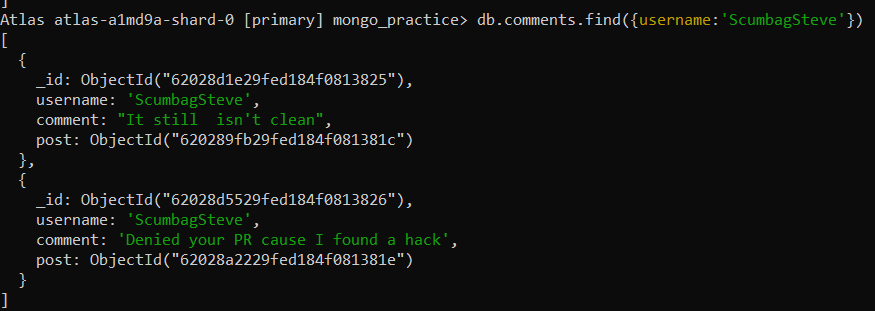 ]
Atlas atlas-a1md9a-shard-0 [primary] mongo_practice> db.comments.find({username:'ScumbagSteve'})
[
  {
    _id: ObjectId("62028d1e29fed184f0813825"),
    username: 'ScumbagSteve',
    comment: "It still  isn't clean",
    post: ObjectId("620289fb29fed184f081381c")
  },
  {
    _id: ObjectId("62028d5529fed184f0813826"),
    username: 'ScumbagSteve',
    comment: 'Denied your PR cause I found a hack',
    post: ObjectId("62028a2229fed184f081381e")
  }
]